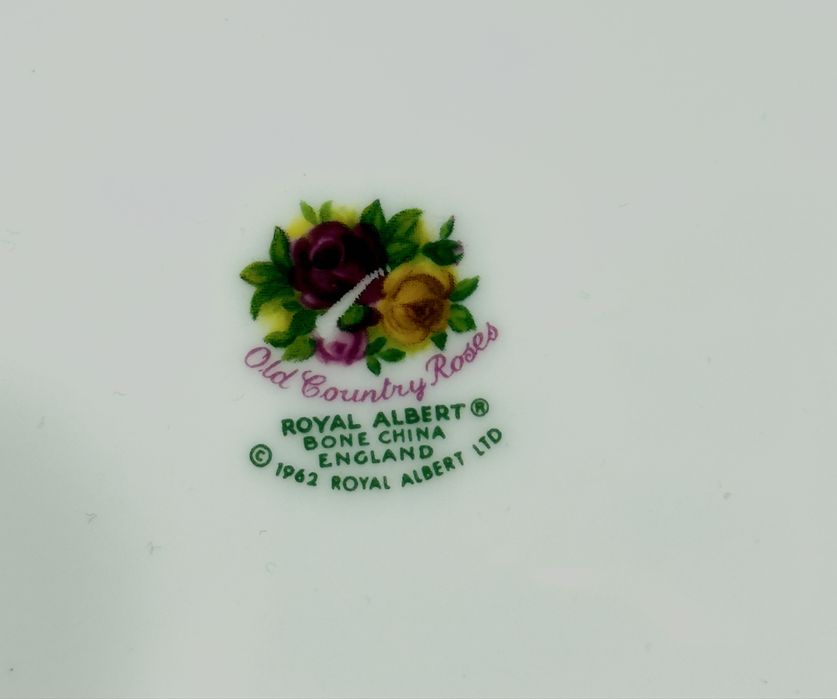 Old Country Roses
ROYAL ALBERT®
BONE CHINA
ENGLAND
© 1962 ROYAL ALBERT LTD